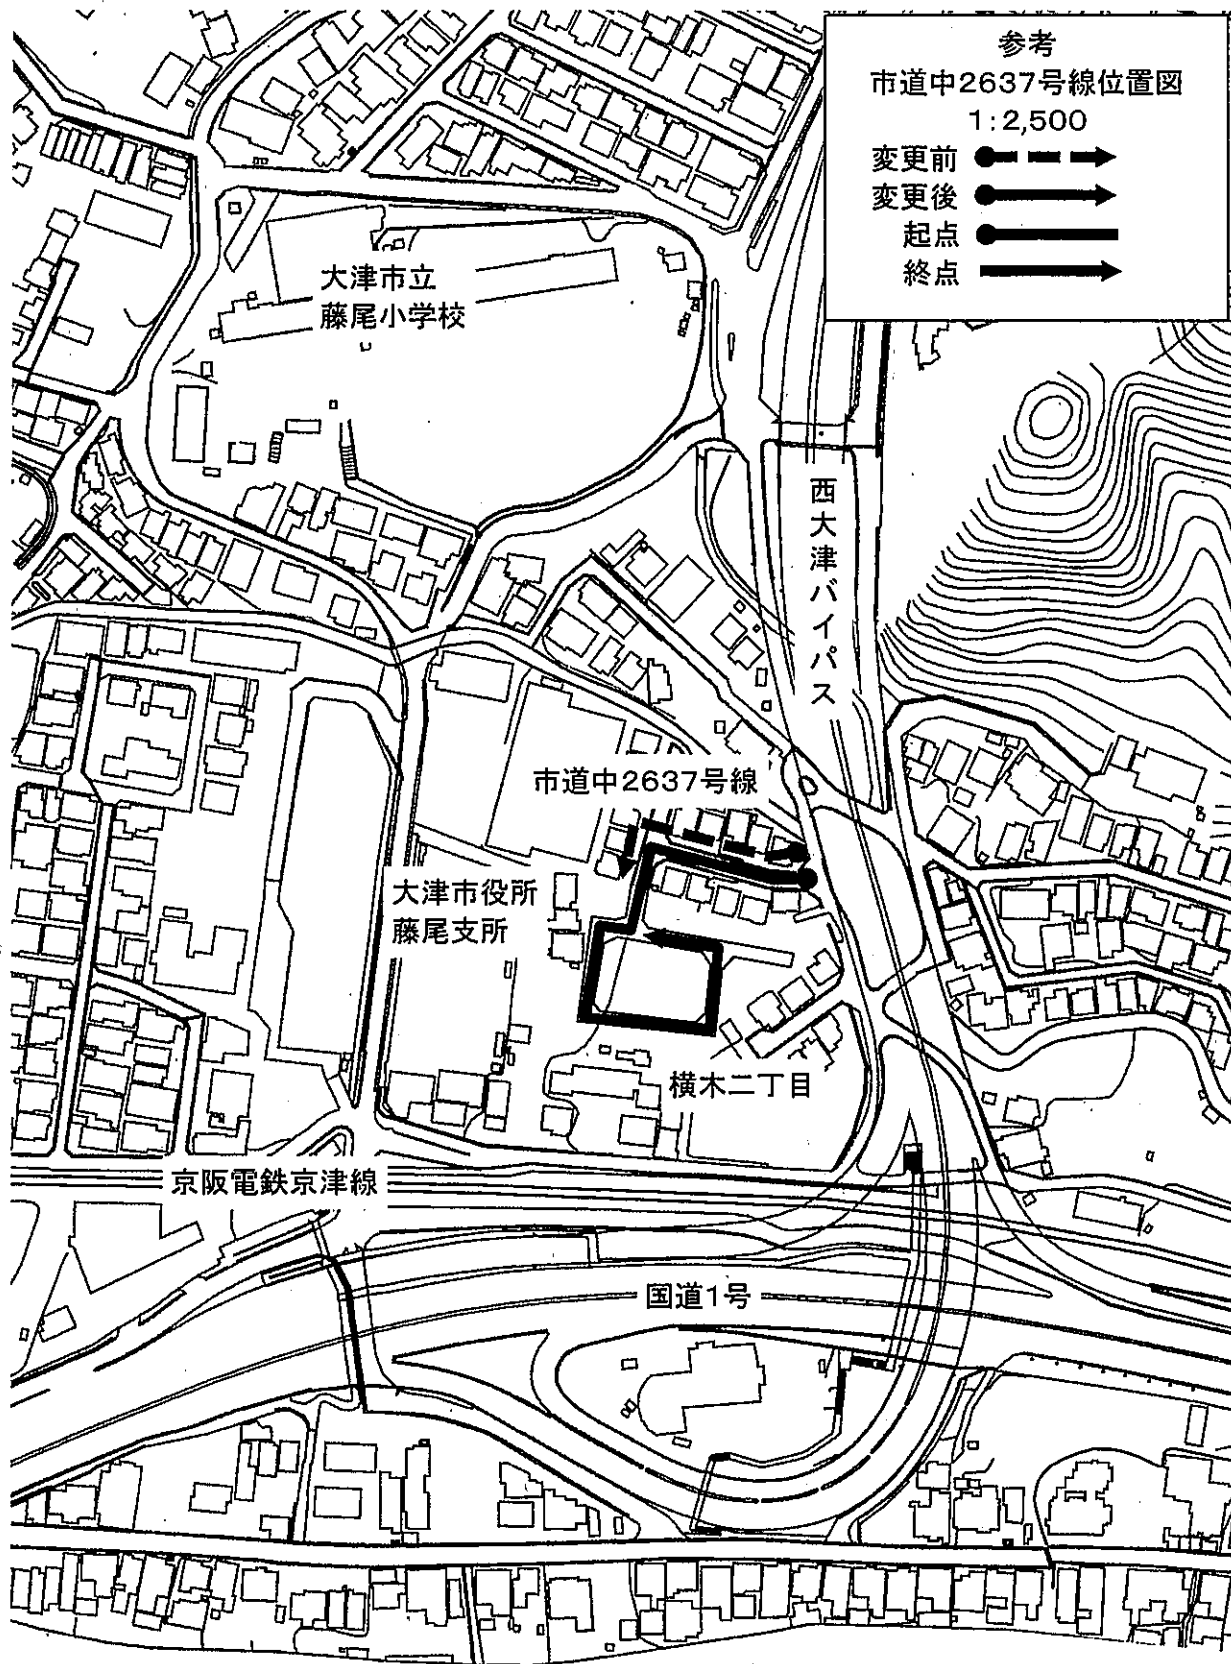 参考
市道中2637号線位置図
1:2,500
変更前
変更後
起点
終点
大津市立
藤尾小学校
西大津バイパス
市道中2637号線
大津市役所
藤尾支所
横木二丁目
京阪電鉄京津線
国道1号